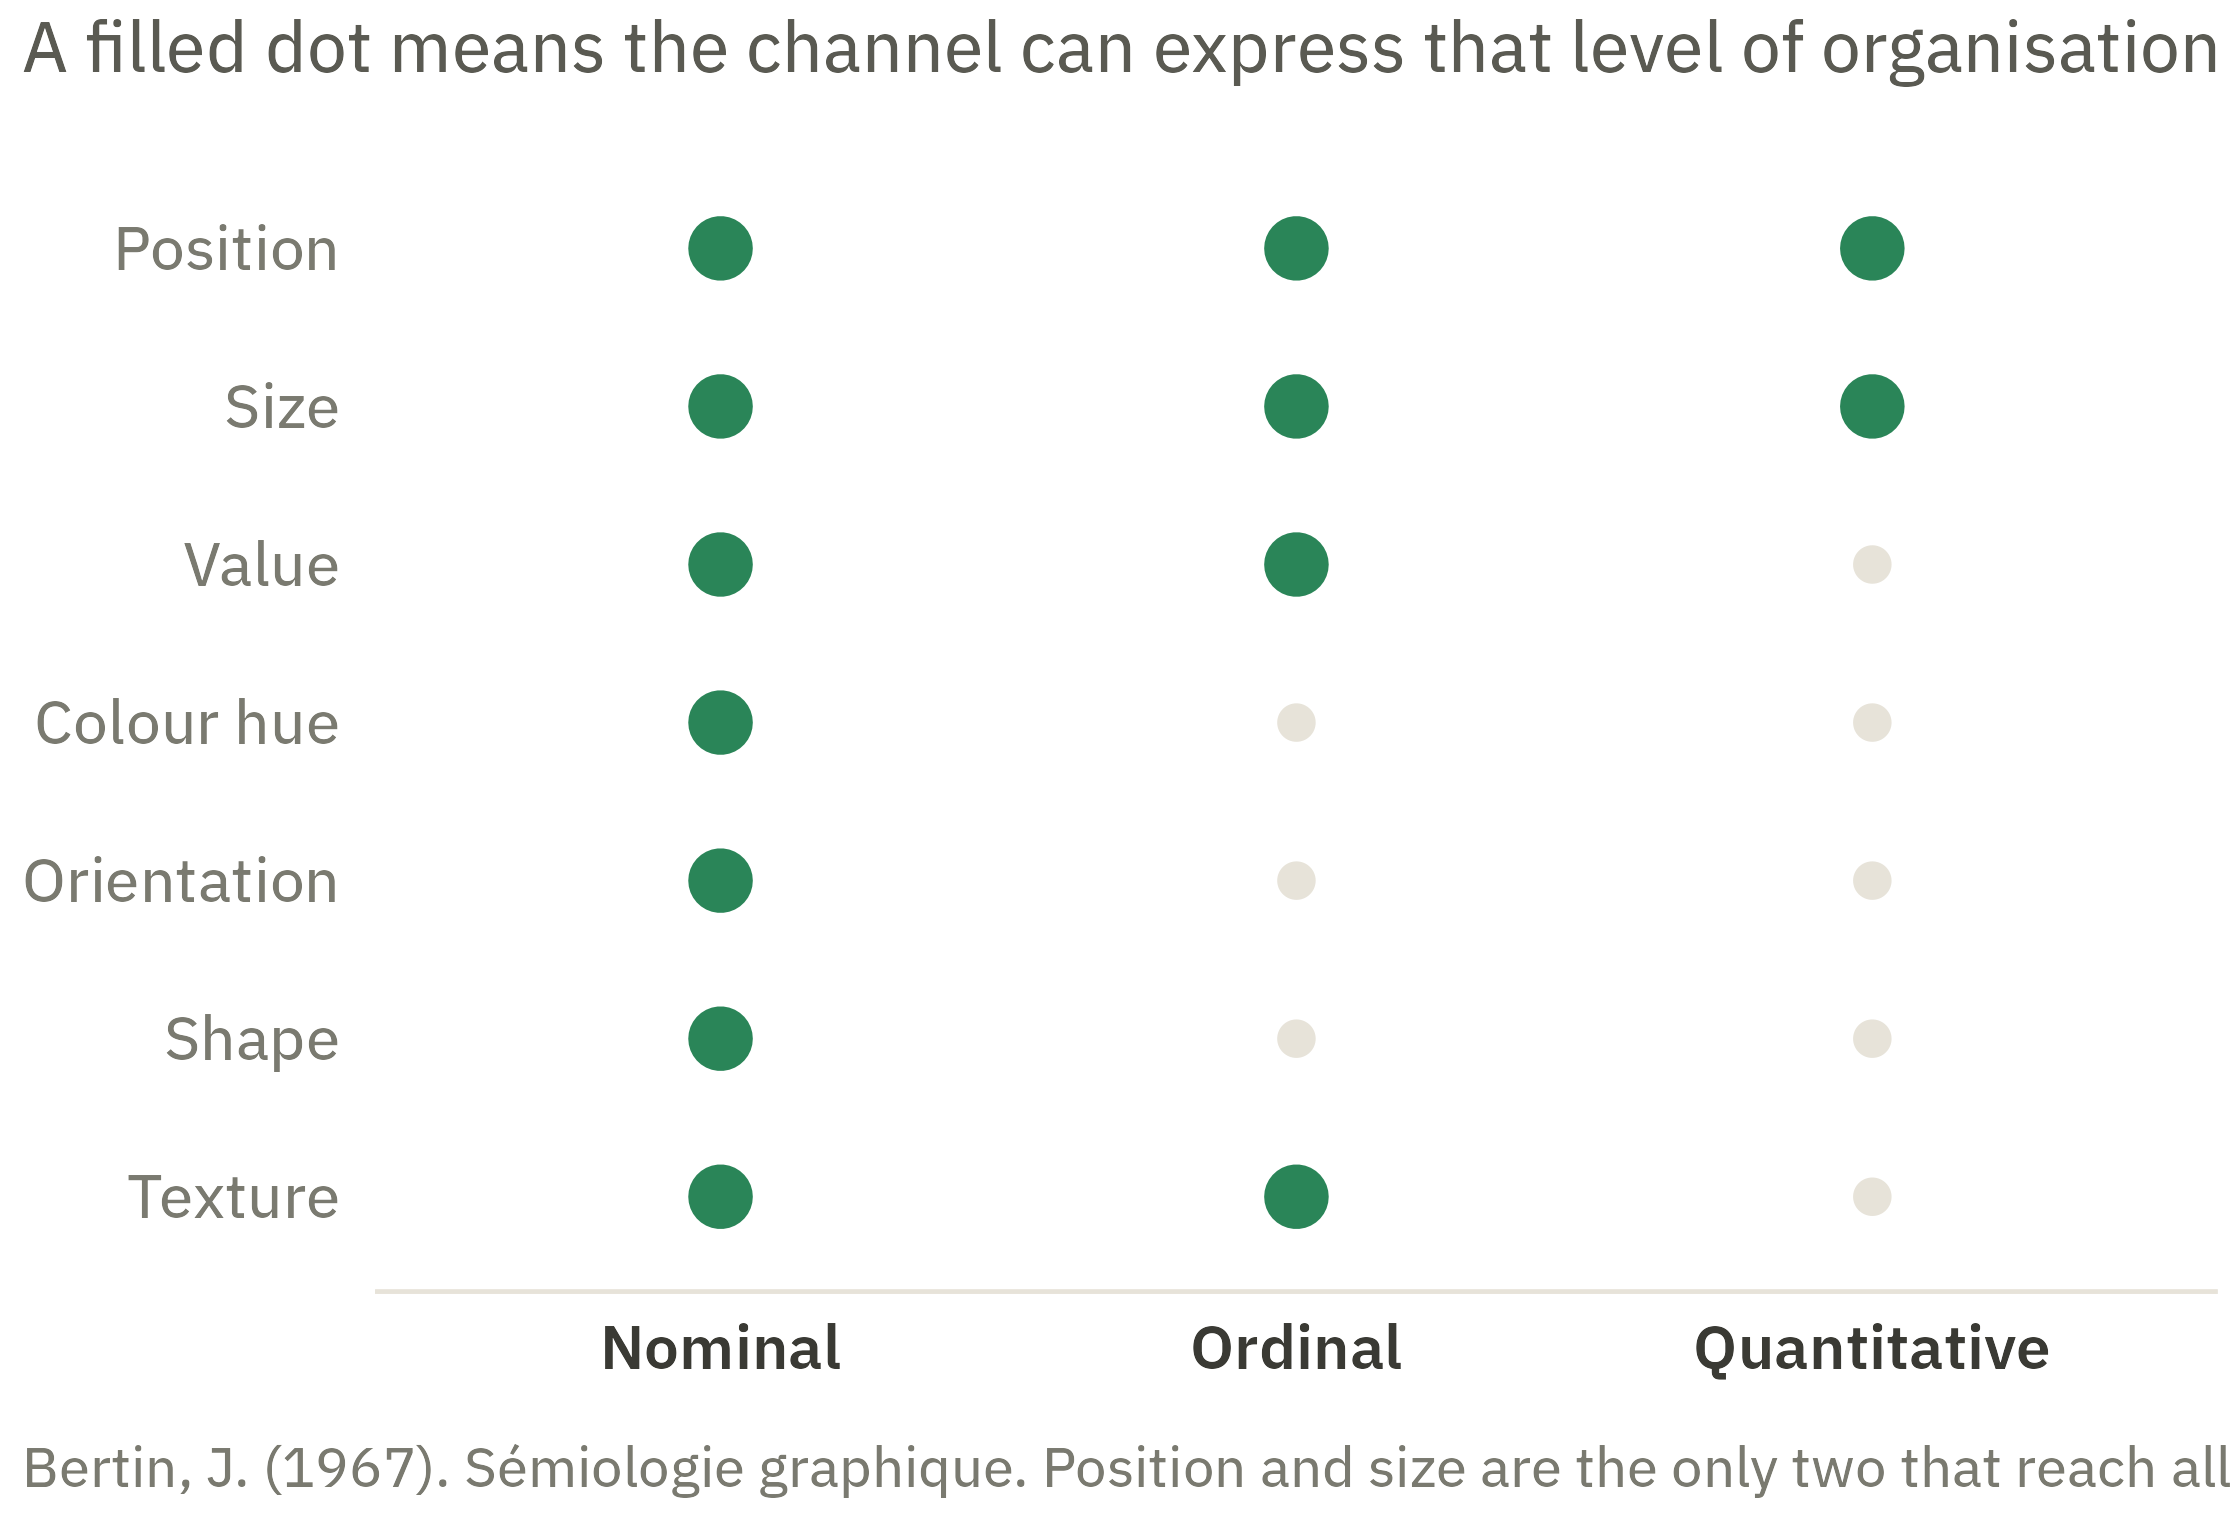 A filled dot means the channel can express that level of organisation
Position
Size
Value
Colour hue
Orientation
Shape
Texture
Nominal Ordinal Quantitative
Bertin, J. (1967). Sémiologie graphique. Position and size are the only two that reach all